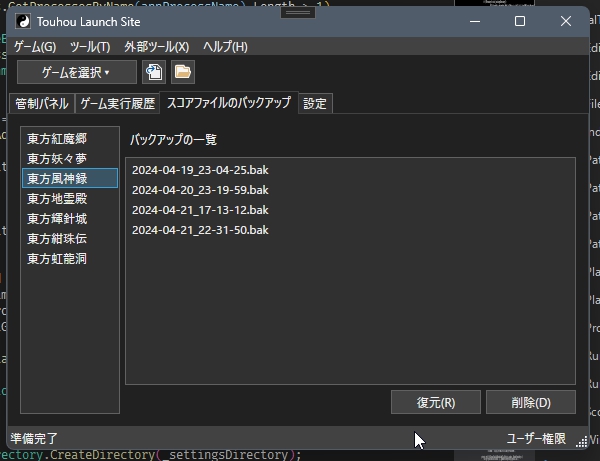 .GetProcessesByName(appProcessName).Length > 1)
Touhou Launch Site
ゲーム(G) ツール(T) 外部ツール(X) ヘルプ(H)
ゲームを選択
管制パネル ゲーム実行履歴 スコアファイルのバックアップ 設定
東方紅魔郷
東方妖々夢
東方風神録
東方地霊殿
東方輝針城
東方紺珠伝
東方虹龍洞
バックアップの一覧
2024-04-19_23-04-25.bak
2024-04-20_23-19-59.bak
2024-04-21_17-13-12.bak
2024-04-21_22-31-50.bak
復元(R) 削除(D)
準備完了 ユーザー権限
rectory.CreateDirectory(_settingsDirectory);